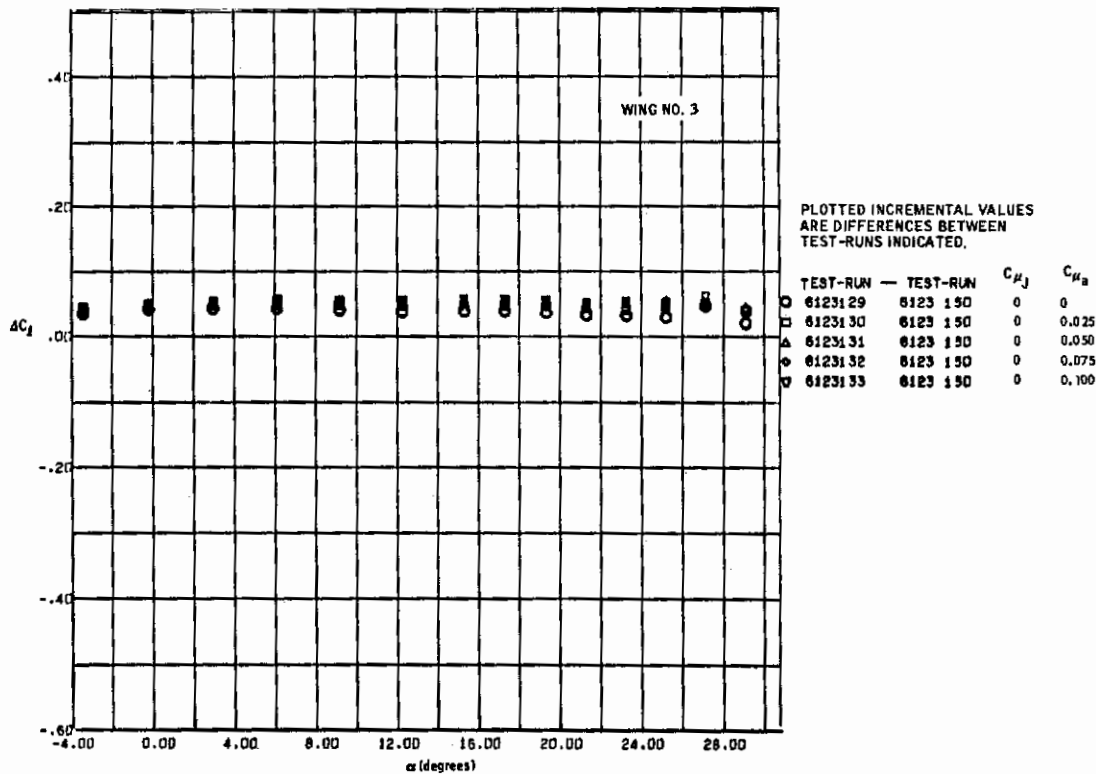 .40
WING NO. 3
.20
PLOTTED INCREMENTAL VALUES
ARE DIFFERENCES BETWEEN
TEST-RUNS INDICATED.
TEST-RUN — TEST-RUN CμJ Cμa
6123129 6123 150 0 0
6123130 6123 150 0 0.025
6123131 6123 150 0 0.050
6123132 6123 150 0 0.075
6123133 6123 150 0 0.100
ΔCℓ
.00
-.20
-.40
-.60
-4.00 0.00 4.00 8.00 12.00 16.00 20.00 24.00 28.00
α (degrees)